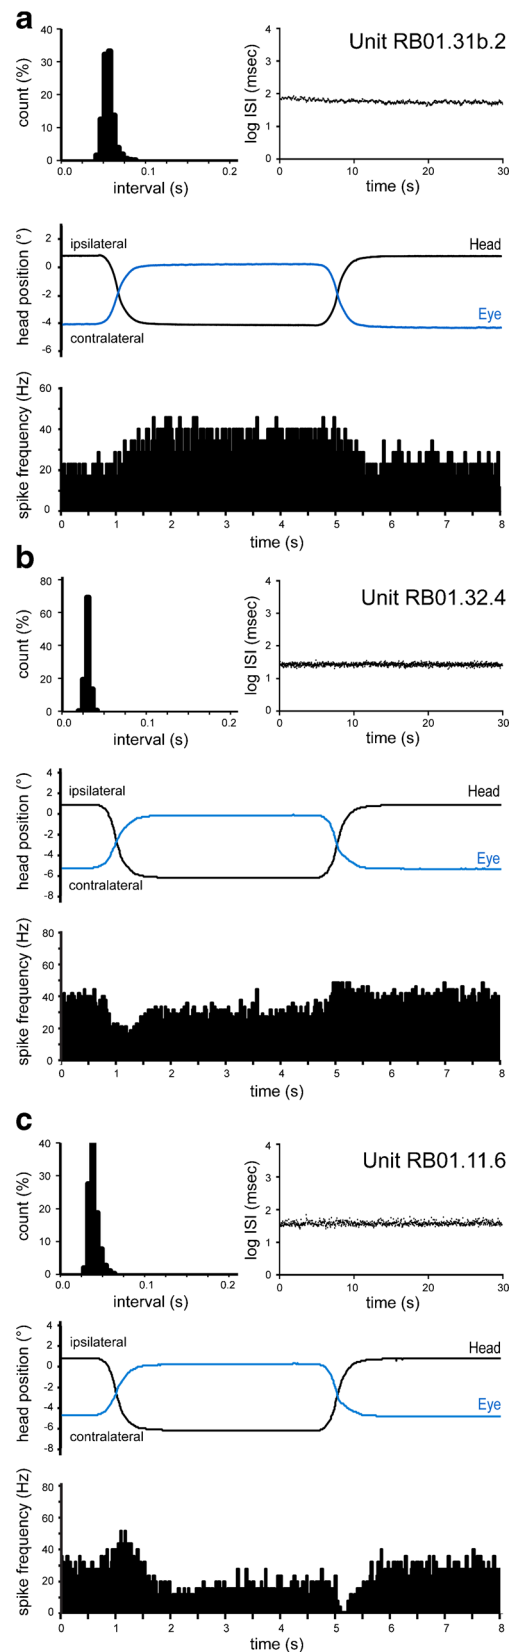 a
Unit RB01.31b.2
count (%)
40
30
20
10
0
0.0 0.1 0.2
interval (s)
log ISI (msec)
4
3
2
1
0
0 10 20 30
time (s)
head position (°)
2
0
-2
-4
-6
ipsilateral
contralateral
Head
Eye
spike frequency (Hz)
60
40
20
0
0 1 2 3 4 5 6 7 8
time (s)
b
Unit RB01.32.4
count (%)
80
60
40
20
0
0.0 0.1 0.2
interval (s)
log ISI (msec)
4
3
2
1
0
0 10 20 30
time (s)
head position (°)
4
2
0
-2
-4
-6
-8
ipsilateral
contralateral
Head
Eye
spike frequency (Hz)
80
60
40
20
0
0 1 2 3 4 5 6 7 8
time (s)
c
Unit RB01.11.6
count (%)
40
30
20
10
0
0.0 0.1 0.2
interval (s)
log ISI (msec)
4
3
2
1
0
0 10 20 30
time (s)
head position (°)
4
2
0
-2
-4
-6
-8
ipsilateral
contralateral
Head
Eye
spike frequency (Hz)
80
60
40
20
0
0 1 2 3 4 5 6 7 8
time (s)